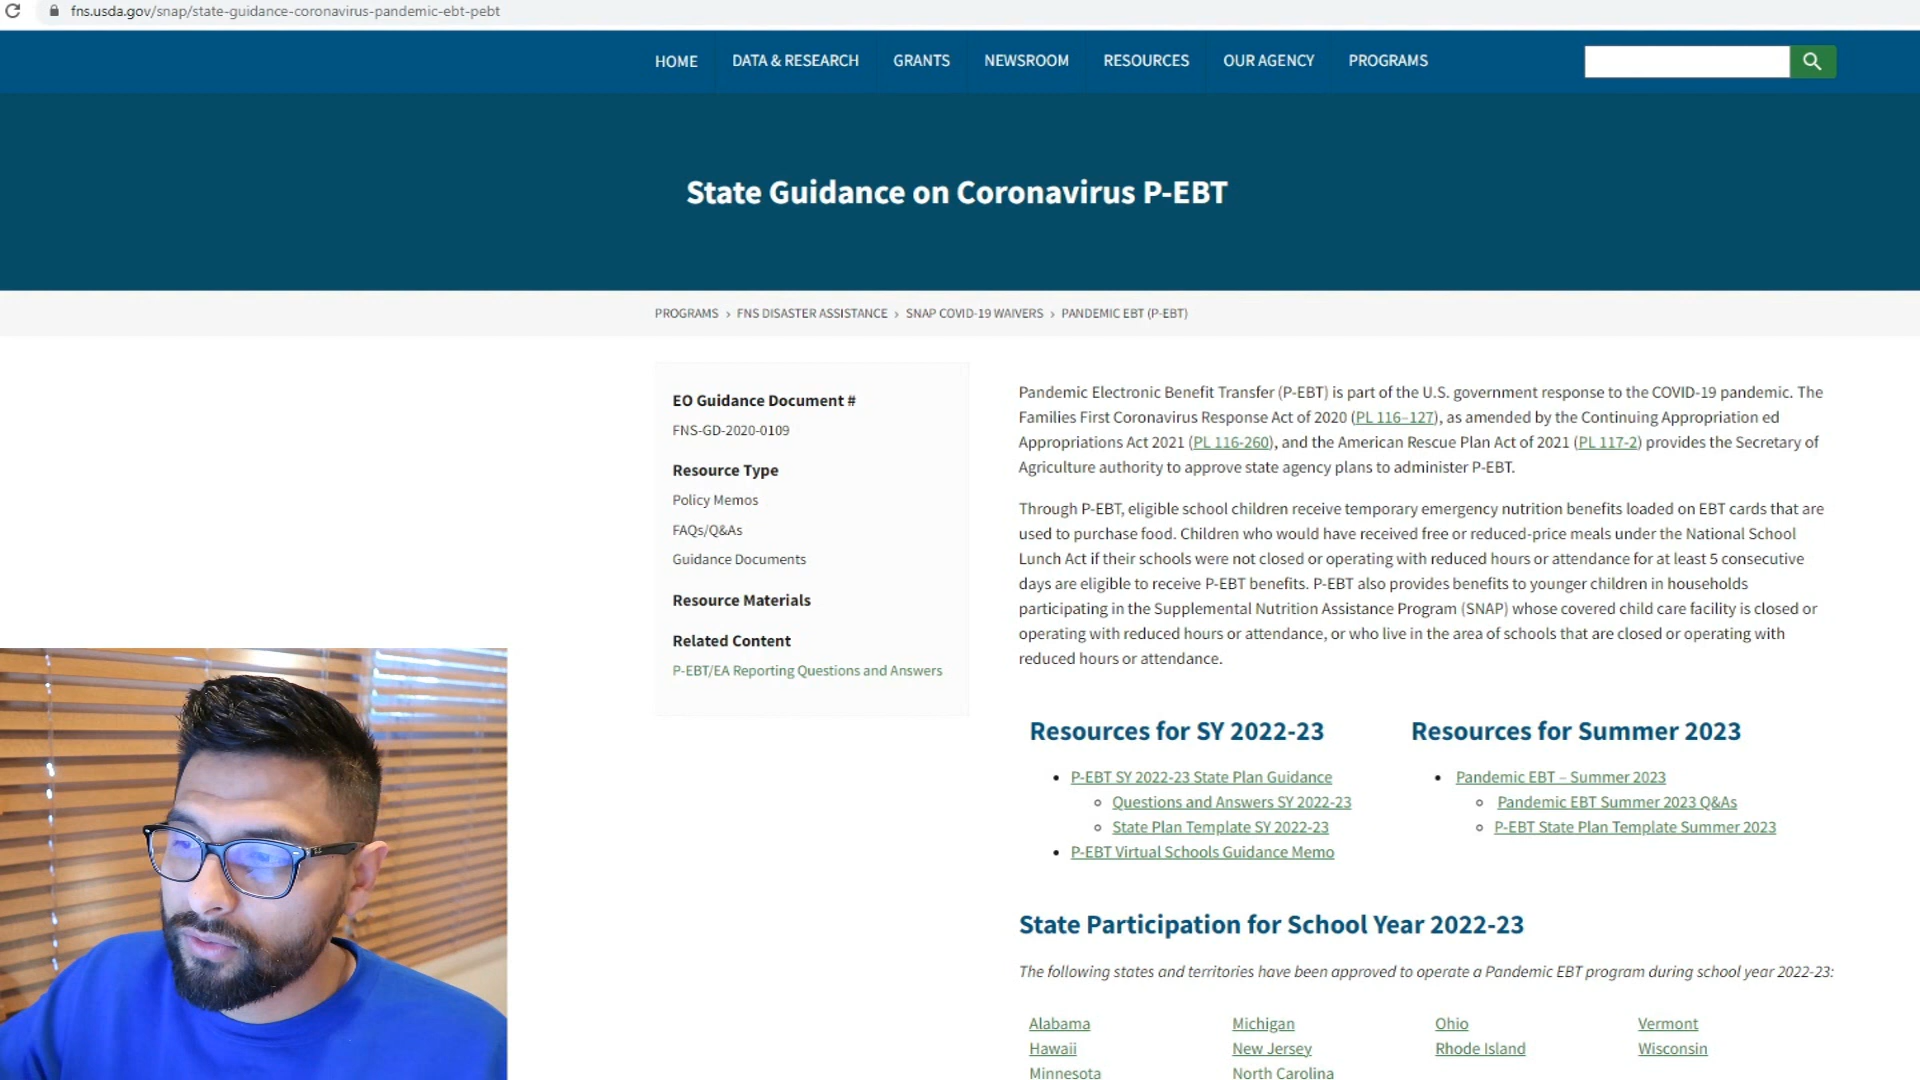 fns.usda.gov/snap/state-guidance-coronavirus-pandemic-ebt-pebt
HOME DATA & RESEARCH GRANTS NEWSROOM RESOURCES OUR AGENCY PROGRAMS
State Guidance on Coronavirus P-EBT
PROGRAMS › FNS DISASTER ASSISTANCE › SNAP COVID-19 WAIVERS › PANDEMIC EBT (P-EBT)
EO Guidance Document #
FNS-GD-2020-0109
Resource Type
Policy Memos
FAQs/Q&As
Guidance Documents
Resource Materials
Related Content
P-EBT/EA Reporting Questions and Answers
Pandemic Electronic Benefit Transfer (P-EBT) is part of the U.S. government response to the COVID-19 pandemic. The
Families First Coronavirus Response Act of 2020 (PL 116–127), as amended by the Continuing Appropriation ed
Appropriations Act 2021 (PL 116-260), and the American Rescue Plan Act of 2021 (PL 117-2) provides the Secretary of
Agriculture authority to approve state agency plans to administer P-EBT.
Through P-EBT, eligible school children receive temporary emergency nutrition benefits loaded on EBT cards that are
used to purchase food. Children who would have received free or reduced-price meals under the National School
Lunch Act if their schools were not closed or operating with reduced hours or attendance for at least 5 consecutive
days are eligible to receive P-EBT benefits. P-EBT also provides benefits to younger children in households
participating in the Supplemental Nutrition Assistance Program (SNAP) whose covered child care facility is closed or
operating with reduced hours or attendance, or who live in the area of schools that are closed or operating with
reduced hours or attendance.
Resources for SY 2022-23
P-EBT SY 2022-23 State Plan Guidance
Questions and Answers SY 2022-23
State Plan Template SY 2022-23
P-EBT Virtual Schools Guidance Memo
Resources for Summer 2023
Pandemic EBT – Summer 2023
Pandemic EBT Summer 2023 Q&As
P-EBT State Plan Template Summer 2023
State Participation for School Year 2022-23
The following states and territories have been approved to operate a Pandemic EBT program during school year 2022-23:
Alabama Michigan Ohio Vermont
Hawaii New Jersey Rhode Island Wisconsin
Minnesota North Carolina